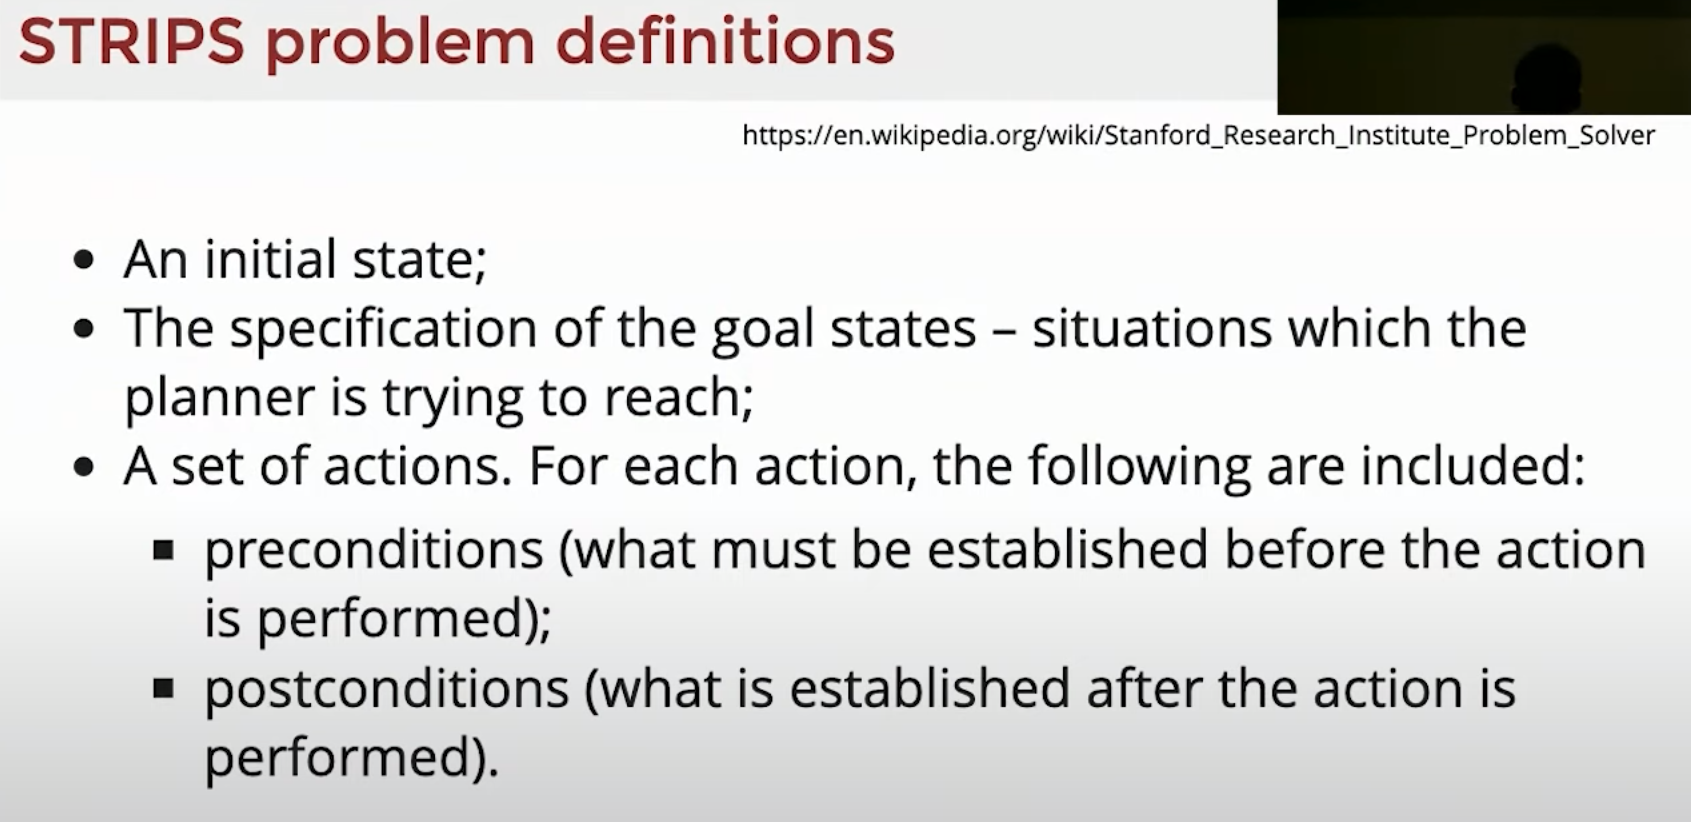 STRIPS problem definitions
https://en.wikipedia.org/wiki/Stanford_Research_Institute_Problem_Solver
• An initial state;
• The specification of the goal states – situations which the
planner is trying to reach;
• A set of actions. For each action, the following are included:
▪ preconditions (what must be established before the action
is performed);
▪ postconditions (what is established after the action is
performed).